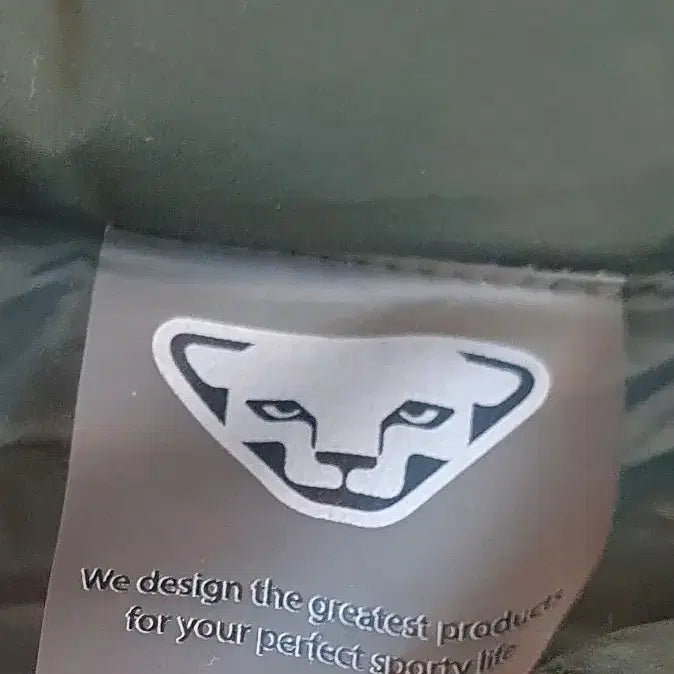 We design the greatest products
for your perfect sporty life